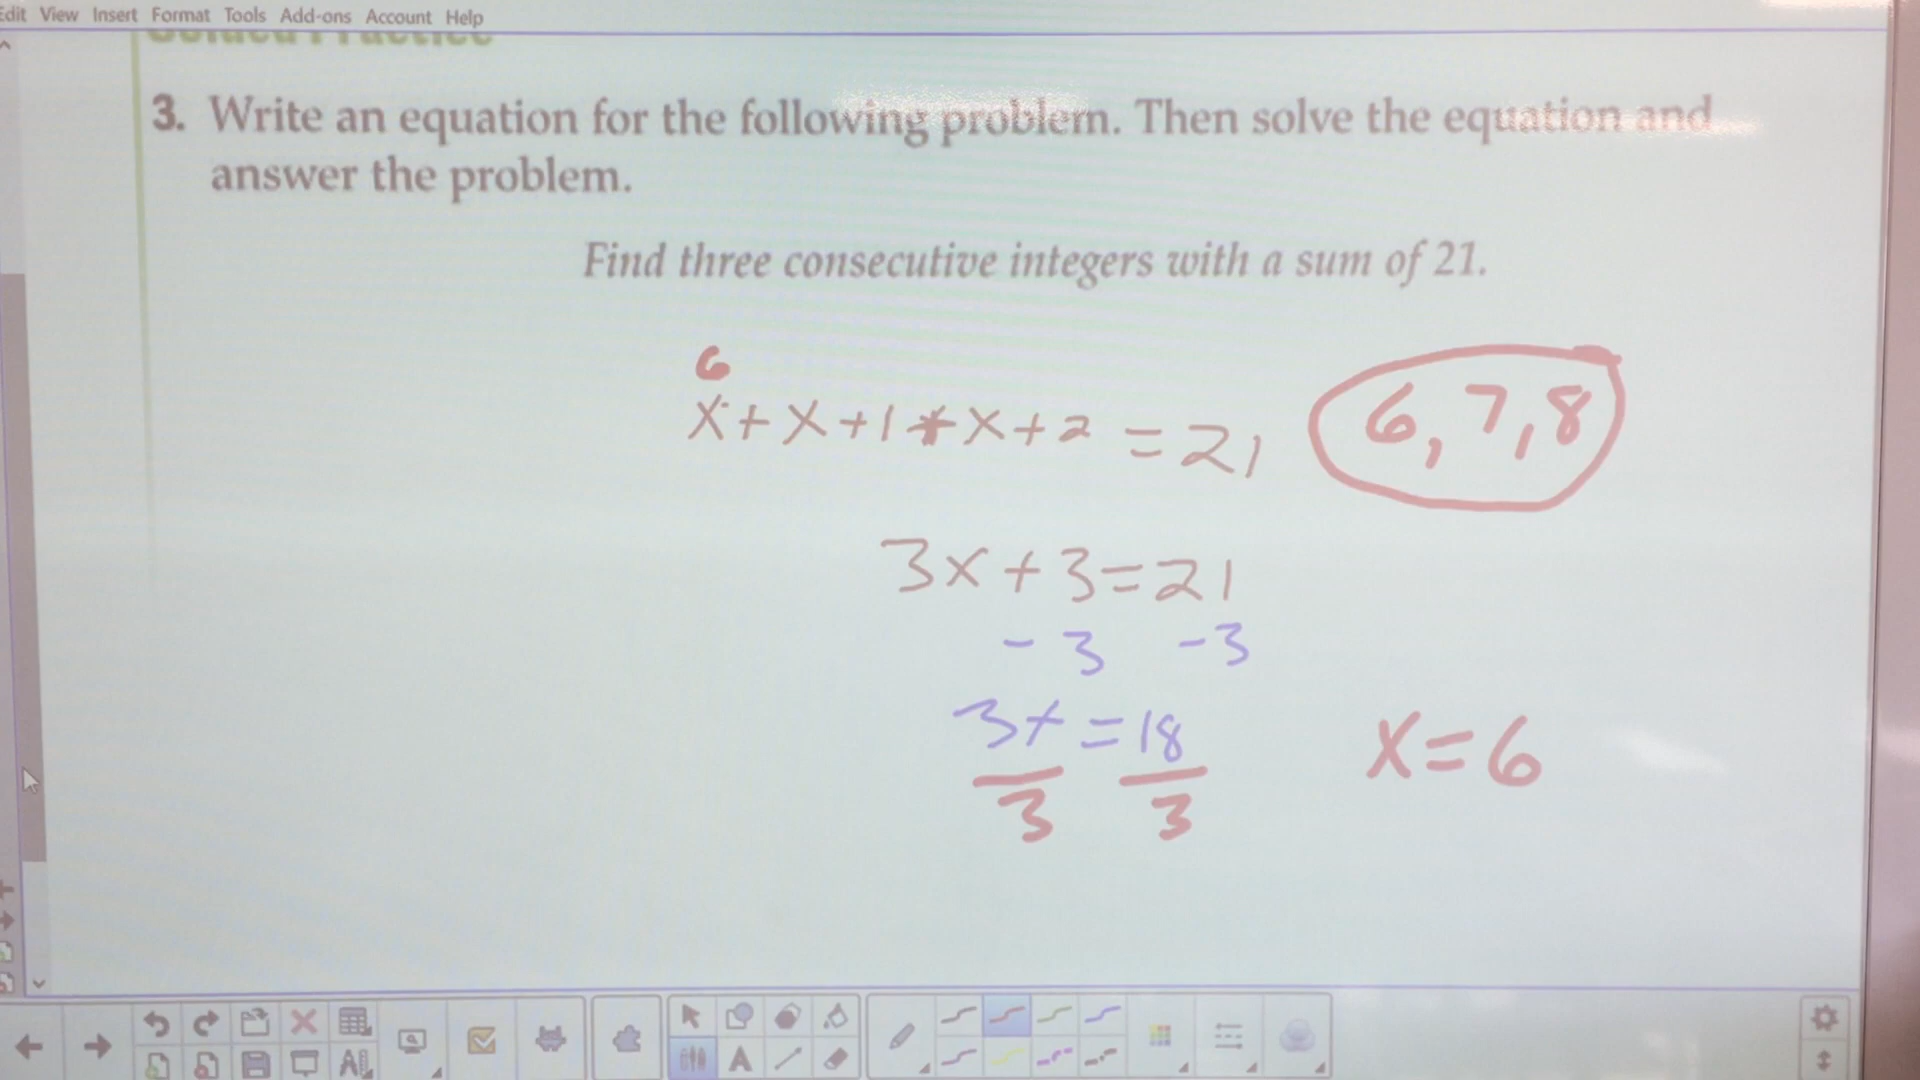 Edit View Insert Format Tools Add-ons Account Help
Guided Practice
3. Write an equation for the following problem. Then solve the equation and
answer the problem.
Find three consecutive integers with a sum of 21.
6
x + x + 1 + x + 2 = 21
6, 7, 8
3x + 3 = 21
- 3 - 3
3x = 18
3 3
x = 6